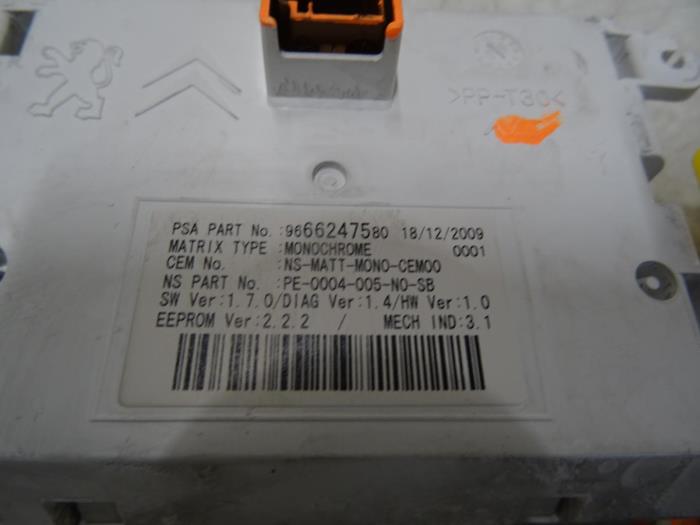 >PP-T30<
PSA PART No.:9666247580 18/12/2009
MATRIX TYPE :MONOCHROME 0001
CEM No. :NS-MATT-MONO-CEM00
NS PART No. :PE-0004-005-N0-SB
SW Ver:1.7.0/DIAG Ver:1.4/HW Ver:1.0
EEPROM Ver:2.2.2 / MECH IND:3.1